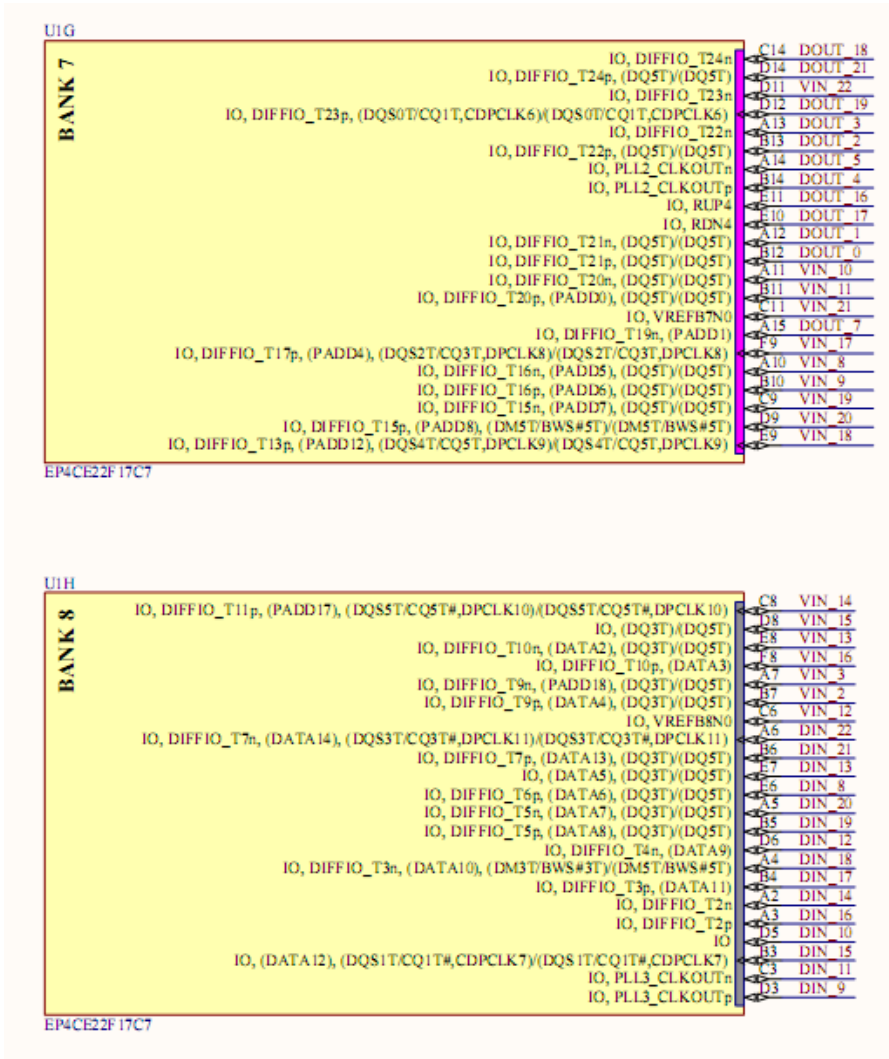 U1G
BANK 7
IO, DIFFIO_T24n C14 DOUT_18
IO, DIFFIO_T24p, (DQ5T)/(DQ5T) D14 DOUT_21
IO, DIFFIO_T23n D11 VIN_22
IO, DIFFIO_T23p, (DQS0T/CQ1T,CDPCLK6)/(DQS0T/CQ1T,CDPCLK6) D12 DOUT_19
IO, DIFFIO_T22n A13 DOUT_3
IO, DIFFIO_T22p, (DQ5T)/(DQ5T) B13 DOUT_2
IO, PLL2_CLKOUTn A14 DOUT_5
IO, PLL2_CLKOUTp B14 DOUT_4
IO, RUP4 E11 DOUT_16
IO, RDN4 E10 DOUT_17
IO, DIFFIO_T21n, (DQ5T)/(DQ5T) A12 DOUT_1
IO, DIFFIO_T21p, (DQ5T)/(DQ5T) B12 DOUT_0
IO, DIFFIO_T20n, (DQ5T)/(DQ5T) A11 VIN_10
IO, DIFFIO_T20p, (PADD0), (DQ5T)/(DQ5T) B11 VIN_11
IO, VREFB7N0 C11 VIN_21
IO, DIFFIO_T19n, (PADD1) A15 DOUT_7
IO, DIFFIO_T17p, (PADD4), (DQS2T/CQ3T,DPCLK8)/(DQS2T/CQ3T,DPCLK8) F9 VIN_17
IO, DIFFIO_T16n, (PADD5), (DQ5T)/(DQ5T) A10 VIN_8
IO, DIFFIO_T16p, (PADD6), (DQ5T)/(DQ5T) B10 VIN_9
IO, DIFFIO_T15n, (PADD7), (DQ5T)/(DQ5T) C9 VIN_19
IO, DIFFIO_T15p, (PADD8), (DM5T/BWS#5T)/(DM5T/BWS#5T) D9 VIN_20
IO, DIFFIO_T13p, (PADD12), (DQS4T/CQ5T,DPCLK9)/(DQS4T/CQ5T,DPCLK9) E9 VIN_18
EP4CE22F17C7
U1H
BANK 8
IO, DIFFIO_T11p, (PADD17), (DQS5T/CQ5T#,DPCLK10)/(DQS5T/CQ5T#,DPCLK10) C8 VIN_14
IO, (DQ3T)/(DQ5T) D8 VIN_15
IO, DIFFIO_T10n, (DATA2), (DQ3T)/(DQ5T) E8 VIN_13
IO, DIFFIO_T10p, (DATA3) F8 VIN_16
IO, DIFFIO_T9n, (PADD18), (DQ3T)/(DQ5T) A7 VIN_3
IO, DIFFIO_T9p, (DATA4), (DQ3T)/(DQ5T) B7 VIN_2
IO, VREFB8N0 C6 VIN_12
IO, DIFFIO_T7n, (DATA14), (DQS3T/CQ3T#,DPCLK11)/(DQS3T/CQ3T#,DPCLK11) A6 DIN_22
IO, DIFFIO_T7p, (DATA13), (DQ3T)/(DQ5T) B6 DIN_21
IO, (DATA5), (DQ3T)/(DQ5T) E7 DIN_13
IO, DIFFIO_T6p, (DATA6), (DQ3T)/(DQ5T) E6 DIN_8
IO, DIFFIO_T5n, (DATA7), (DQ3T)/(DQ5T) A5 DIN_20
IO, DIFFIO_T5p, (DATA8), (DQ3T)/(DQ5T) B5 DIN_19
IO, DIFFIO_T4n, (DATA9) D6 DIN_12
IO, DIFFIO_T3n, (DATA10), (DM3T/BWS#3T)/(DM5T/BWS#5T) A4 DIN_18
IO, DIFFIO_T3p, (DATA11) B4 DIN_17
IO, DIFFIO_T2n A2 DIN_14
IO, DIFFIO_T2p A3 DIN_16
IO D5 DIN_10
IO, (DATA12), (DQS1T/CQ1T#,CDPCLK7)/(DQS1T/CQ1T#,CDPCLK7) B3 DIN_15
IO, PLL3_CLKOUTn C3 DIN_11
IO, PLL3_CLKOUTp D3 DIN_9
EP4CE22F17C7